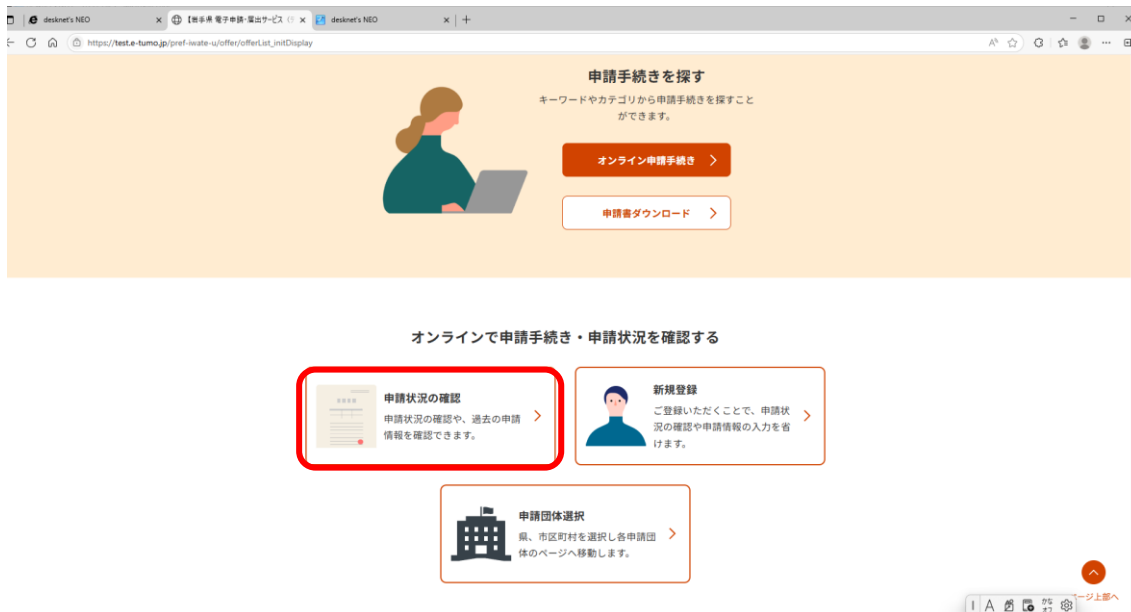 desknet's NEO
【岩手県 電子申請・届出サービス
desknet's NEO
https://test.e-tumo.jp/pref-iwate-u/offer/offerList_initDisplay
申請手続きを探す
キーワードやカテゴリから申請手続きを探すこと
ができます。
オンライン申請手続き
申請書ダウンロード
オンラインで申請手続き・申請状況を確認する
申請状況の確認
申請状況の確認や、過去の申請
情報を確認できます。
新規登録
ご登録いただくことで、申請状
況の確認や申請情報の入力を省
けます。
申請団体選択
県、市区町村を選択し各申請団
体のページへ移動します。
ージ上部へ
A
かな